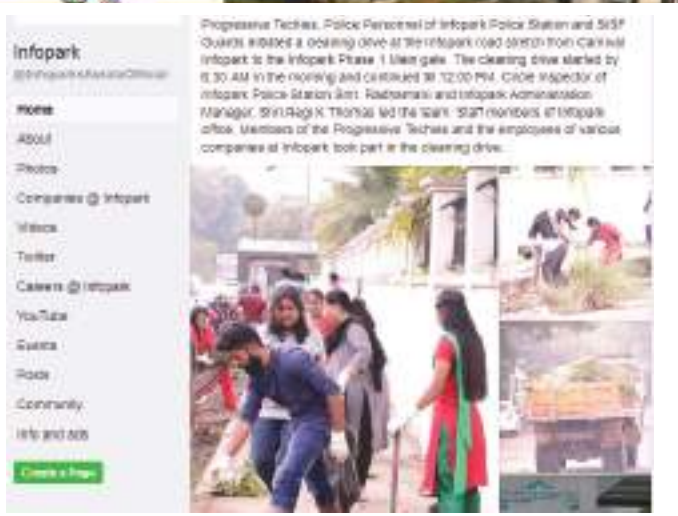 Infopark
Home
About
Photos
Companies @ Infopark
Videos
Twitter
Careers @ Infopark
YouTube
Events
Posts
Community
Info and ads
Create a Page
Progressive Techies, Police Personnel of Infopark Police Station and SISF
Guards initiated a cleaning drive at the Infopark road stretch from Carnival
Infopark to the Infopark Phase 1 Main gate. The cleaning drive started by
6.30 AM in the morning and continued till 12:00 PM. Circle Inspector of
Infopark Police Station Smt. Radhamani and Infopark Administration
Manager, Shri.Regi K Thomas led the team. Staff members of Infopark
office, Members of the Progressive Techies and the employees of various
companies at Infopark took part in the cleaning drive.